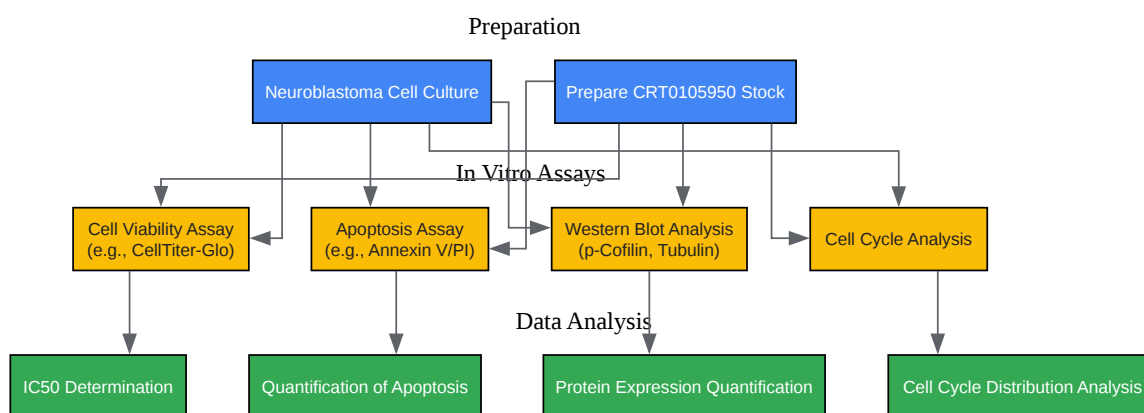 Preparation
Neuroblastoma Cell Culture
Prepare CRT0105950 Stock
In Vitro Assays
Cell Viability Assay
(e.g., CellTiter-Glo)
Apoptosis Assay
(e.g., Annexin V/PI)
Western Blot Analysis
(p-Cofilin, Tubulin)
Cell Cycle Analysis
Data Analysis
IC50 Determination
Quantification of Apoptosis
Protein Expression Quantification
Cell Cycle Distribution Analysis